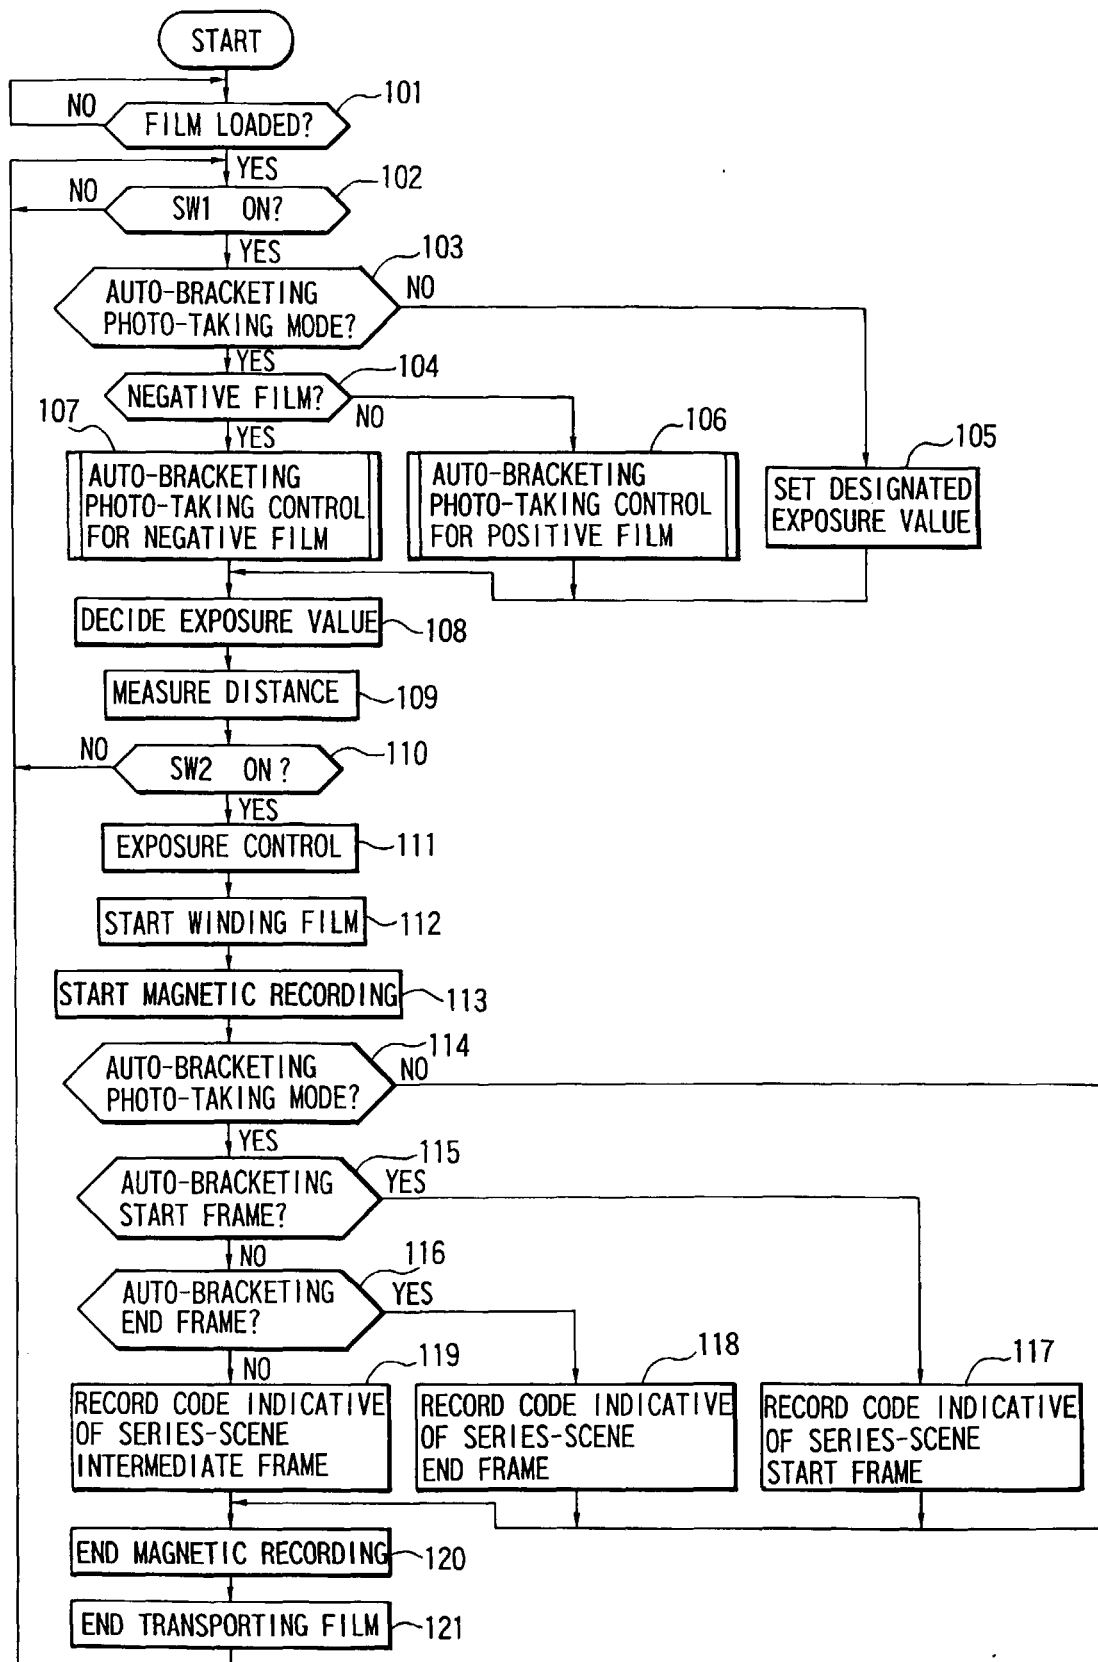 START
NO
101
FILM LOADED?
YES
NO
102
SW1 ON?
YES
103
AUTO-BRACKETING
PHOTO-TAKING MODE?
NO
YES
104
NEGATIVE FILM?
NO
107
YES
106
105
AUTO-BRACKETING
PHOTO-TAKING CONTROL
FOR NEGATIVE FILM
AUTO-BRACKETING
PHOTO-TAKING CONTROL
FOR POSITIVE FILM
SET DESIGNATED
EXPOSURE VALUE
DECIDE EXPOSURE VALUE
108
MEASURE DISTANCE
109
NO
110
SW2 ON?
YES
EXPOSURE CONTROL
111
START WINDING FILM
112
START MAGNETIC RECORDING
113
114
AUTO-BRACKETING
PHOTO-TAKING MODE?
NO
YES
115
AUTO-BRACKETING
START FRAME?
YES
NO
116
AUTO-BRACKETING
END FRAME?
YES
NO
119
118
117
RECORD CODE INDICATIVE
OF SERIES-SCENE
INTERMEDIATE FRAME
RECORD CODE INDICATIVE
OF SERIES-SCENE
END FRAME
RECORD CODE INDICATIVE
OF SERIES-SCENE
START FRAME
END MAGNETIC RECORDING
120
END TRANSPORTING FILM
121